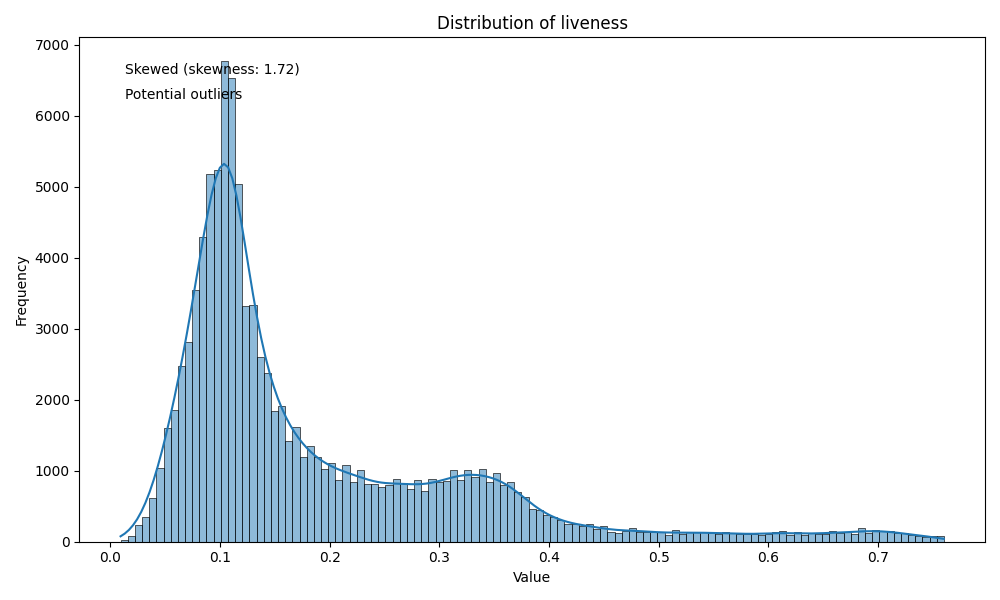 Distribution of liveness
7000
6000
5000
4000
3000
2000
1000
0
Frequency
Skewed (skewness: 1.72)
Potential outliers
0.0 0.1 0.2 0.3 0.4 0.5 0.6 0.7
Value